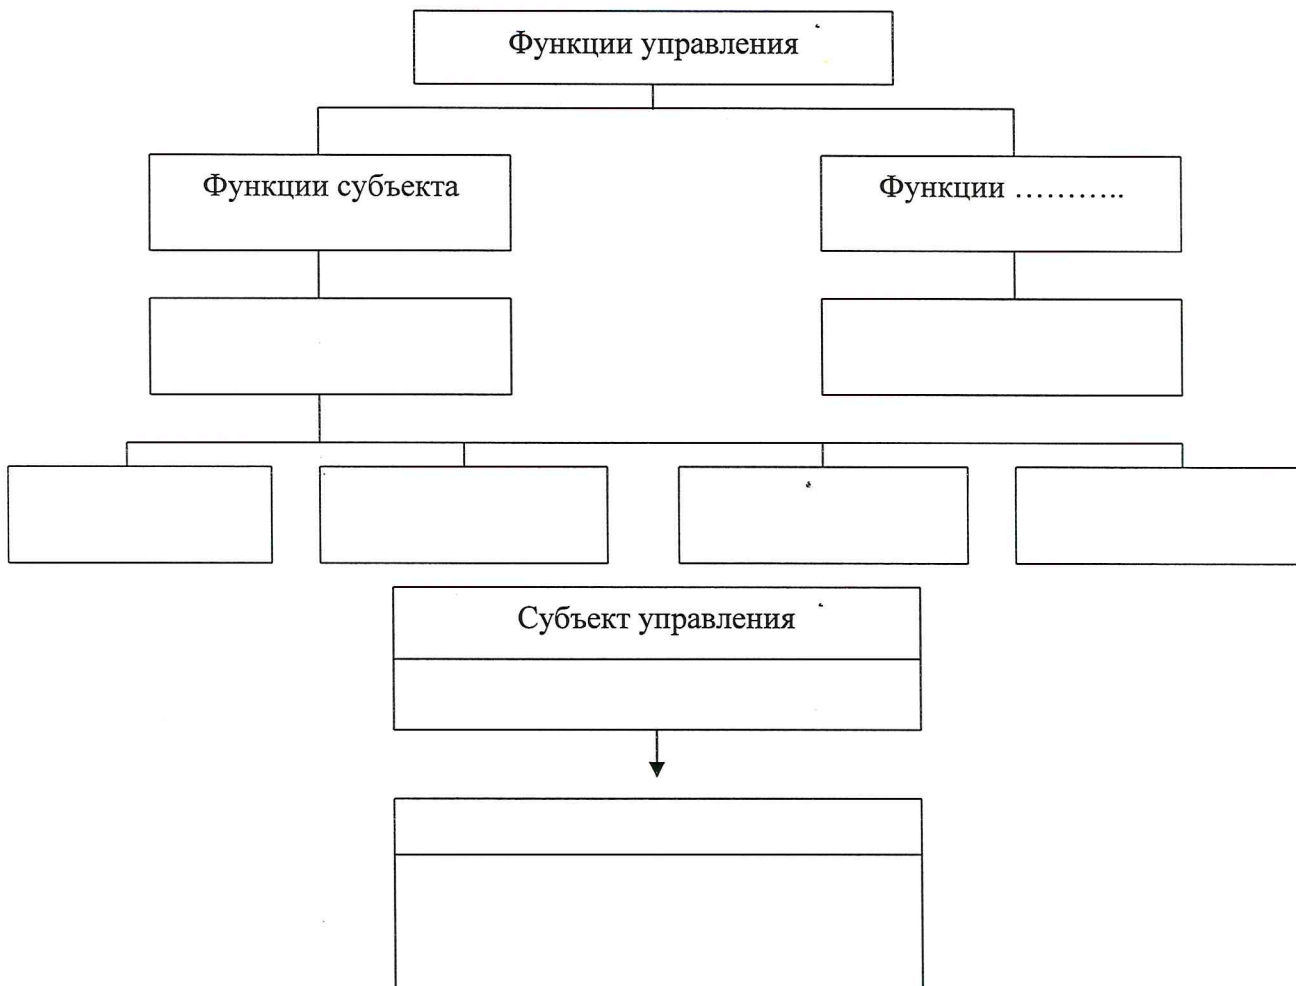 Функции управления
Функции субъекта
Функции ………..
Субъект управления